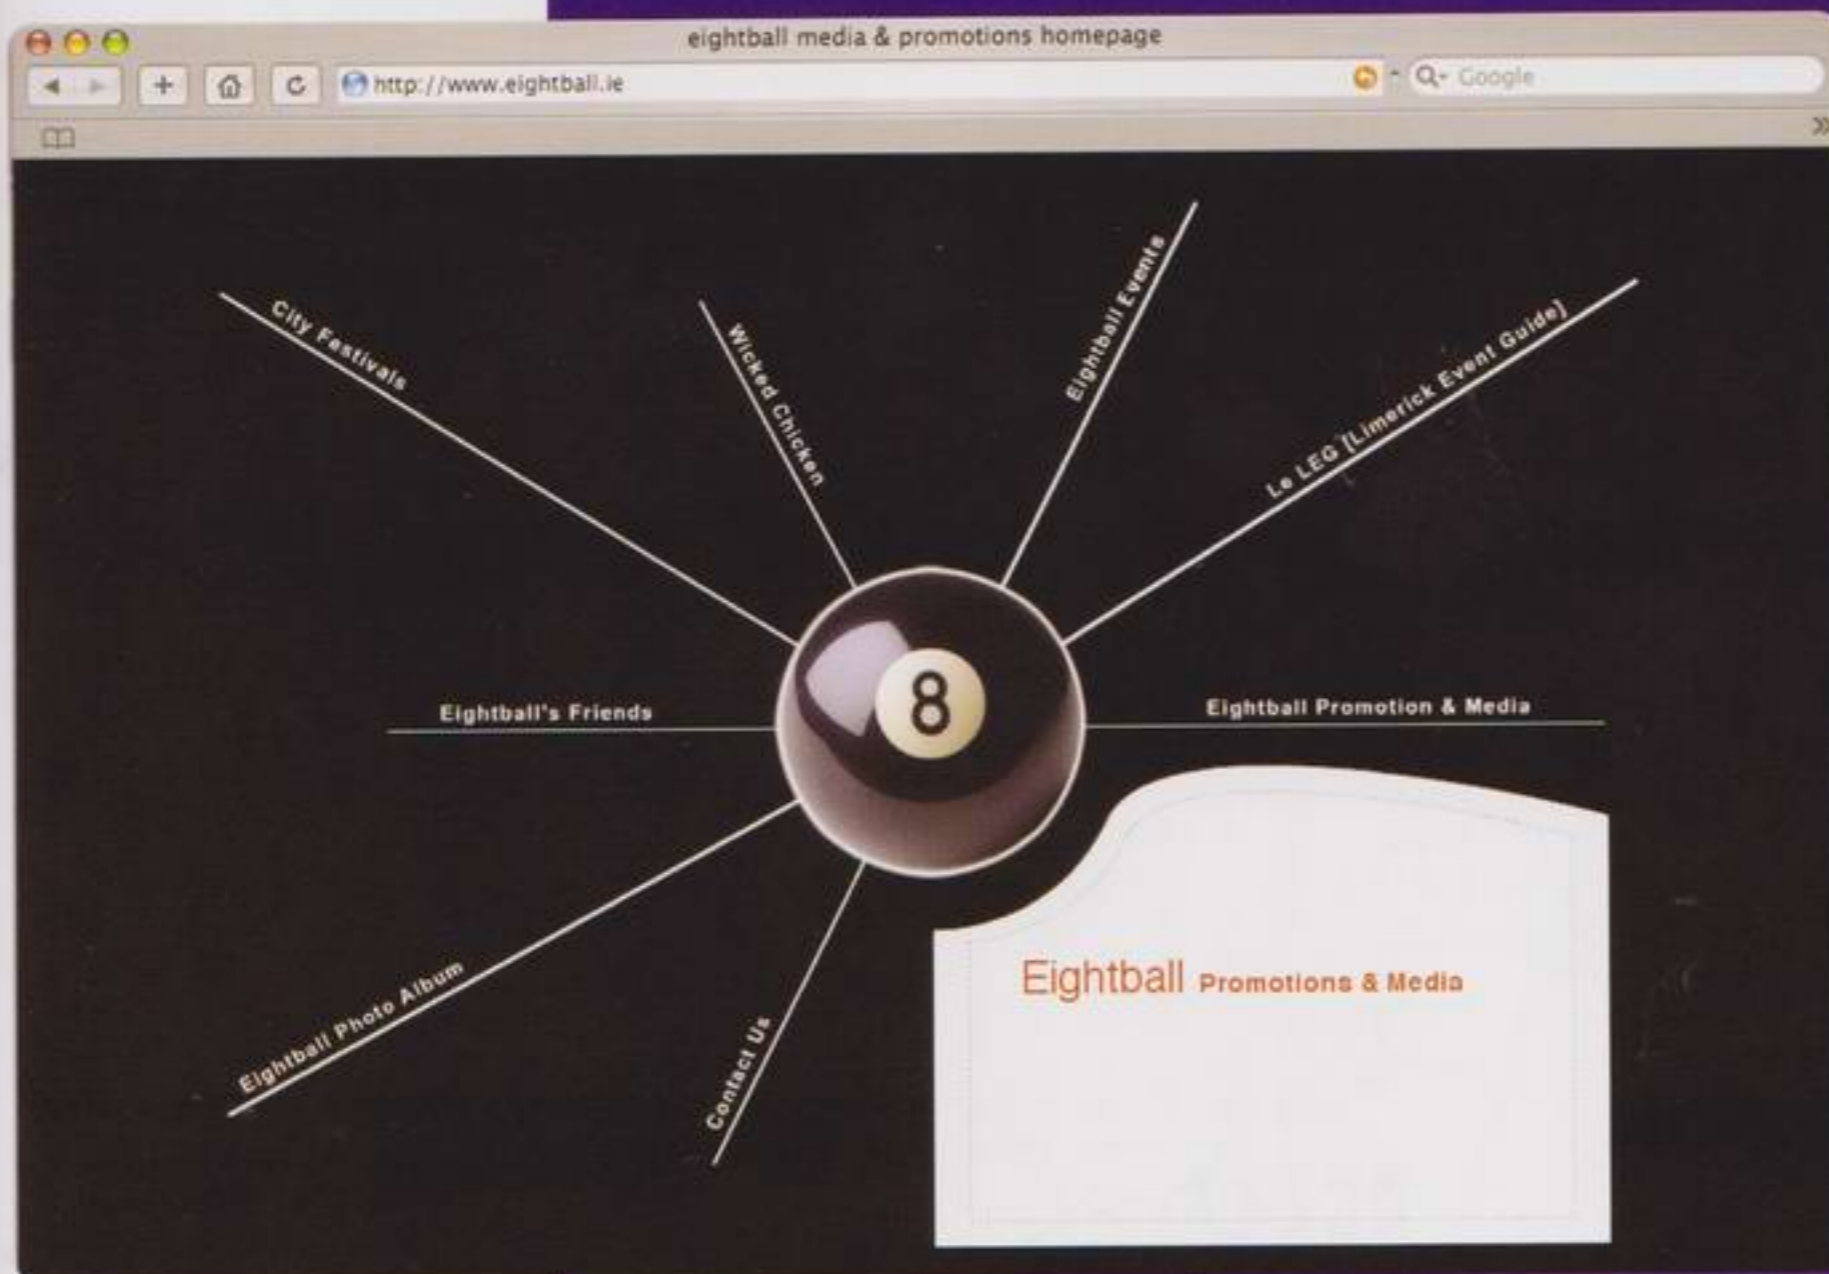 eightball media & promotions homepage
http://www.eightball.ie
Google
City Festivals
Wicked Chicken
Eightball Events
Le LEG [Limerick Event Guide]
Eightball's Friends
8
Eightball Promotion & Media
Eightball Photo Album
Contact Us
Eightball Promotions & Media